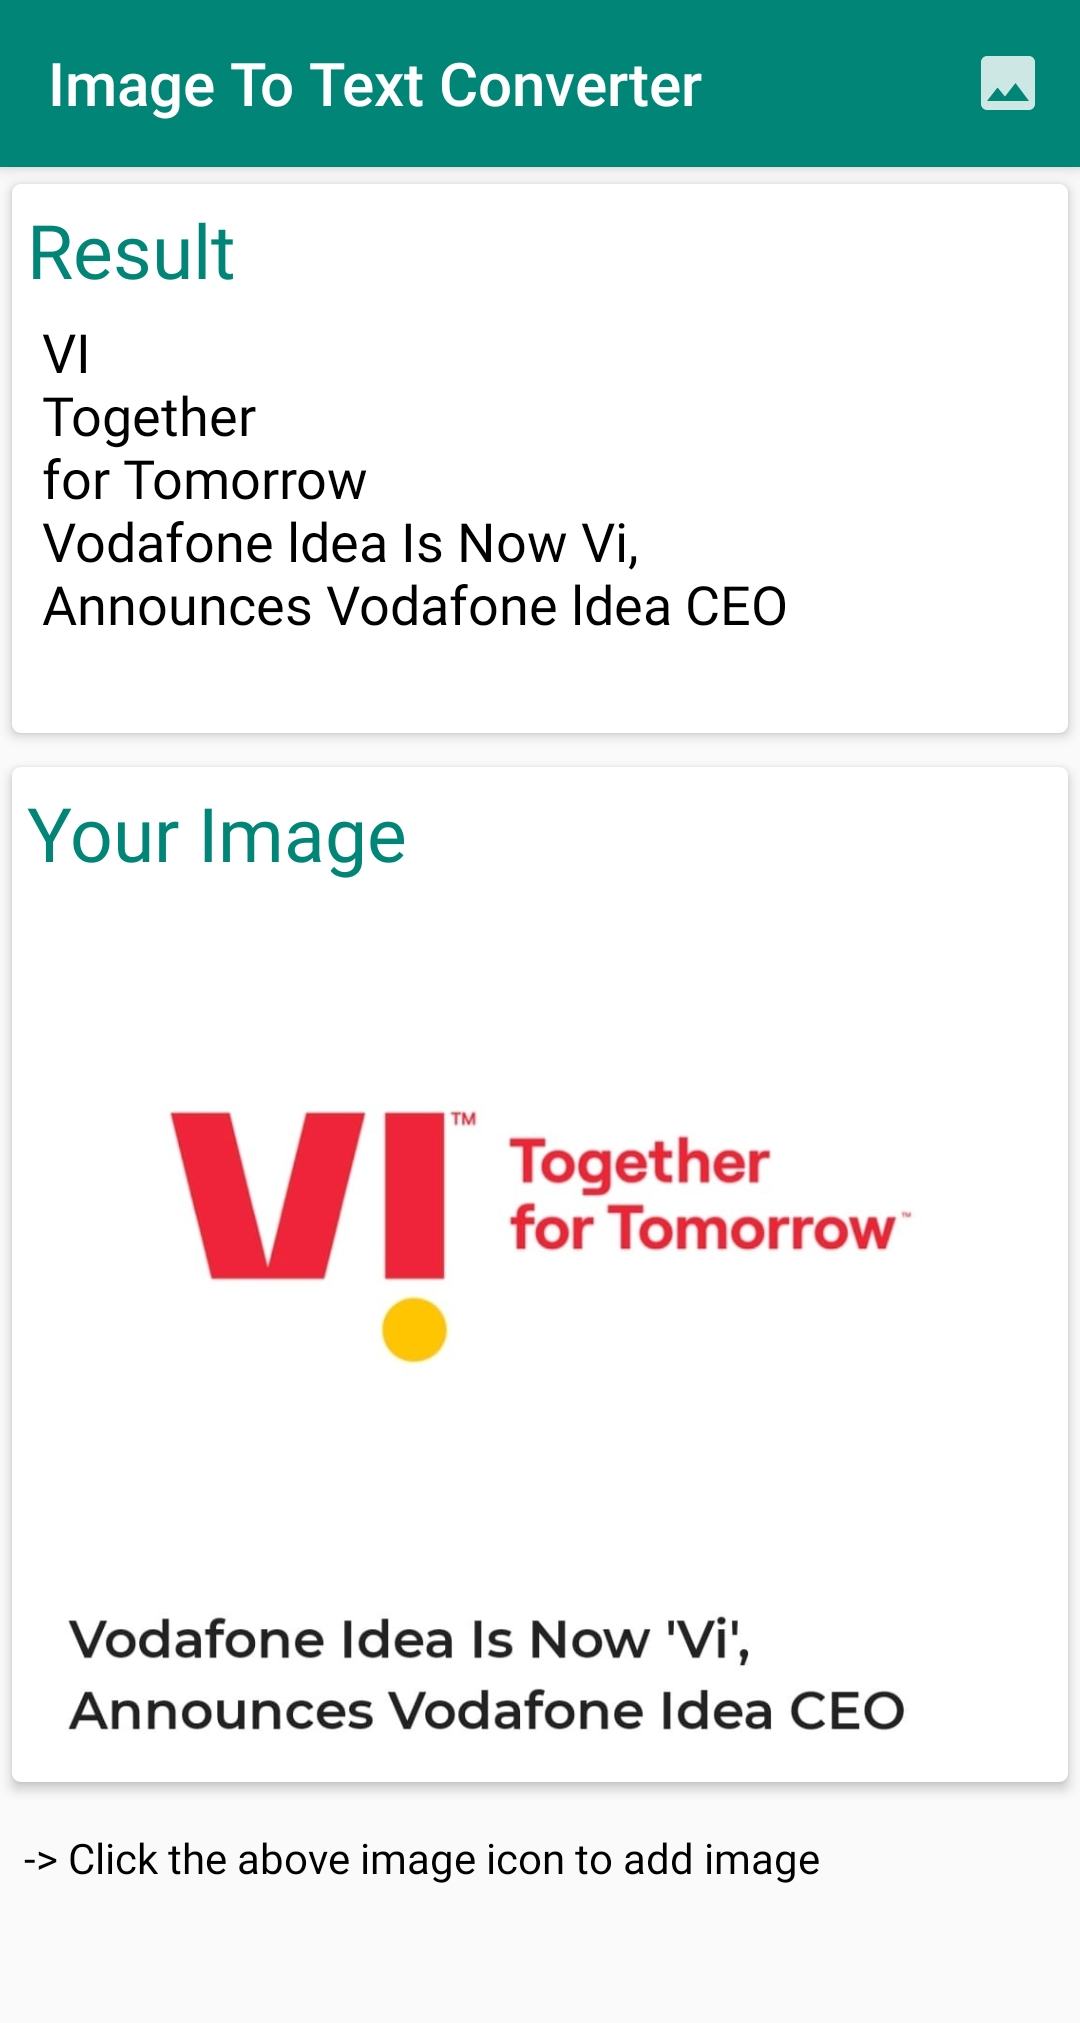 Image To Text Converter
Result
VI
Together
for Tomorrow
Vodafone ldea Is Now Vi,
Announces Vodafone ldea CEO
Your Image
VI™
Together
for Tomorrow™
Vodafone Idea Is Now 'Vi',
Announces Vodafone Idea CEO
-> Click the above image icon to add image